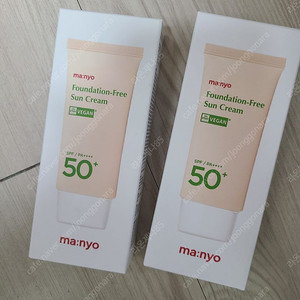 ma:nyo
Foundation-Free
Sun Cream
VEGAN
SPF / PA++++
50+
ma:nyo
ma:nyo
Foundation-Free
Sun Cream
VEGAN
SPF / PA++++
50+
ma:nyo